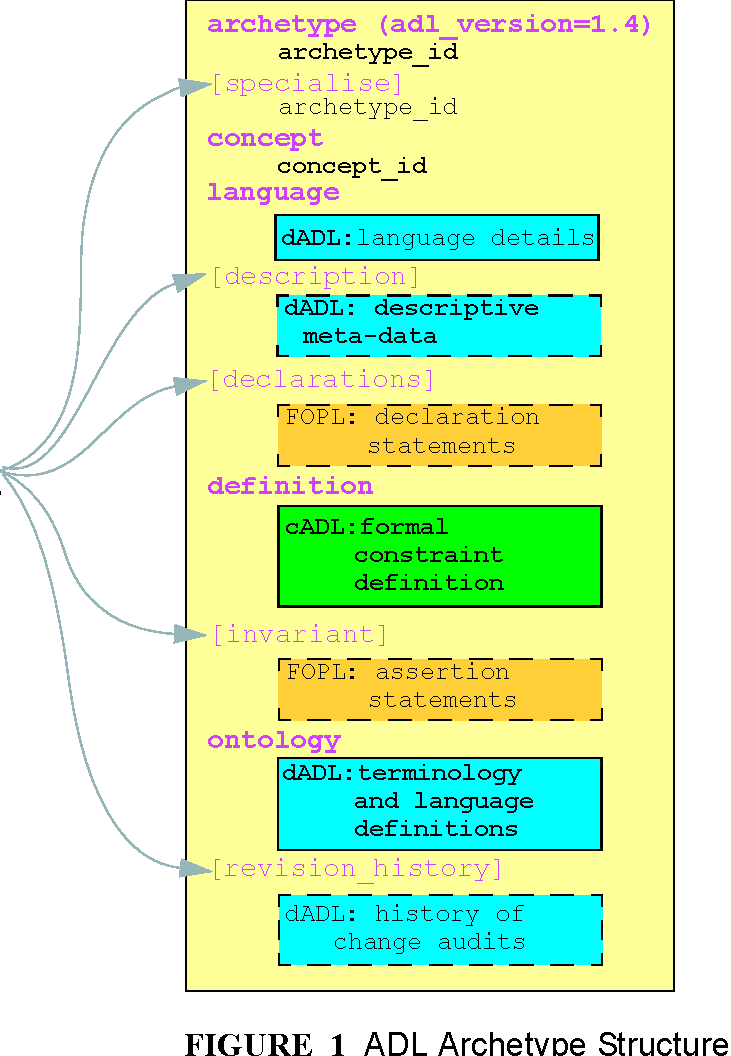 archetype (adl_version=1.4)
archetype_id
[specialise]
archetype_id
concept
concept_id
language
dADL:language details
[description]
dADL: descriptive
meta-data
[declarations]
FOPL: declaration
statements
definition
cADL:formal
constraint
definition
[invariant]
FOPL: assertion
statements
ontology
dADL:terminology
and language
definitions
[revision_history]
dADL: history of
change audits
FIGURE 1 ADL Archetype Structure